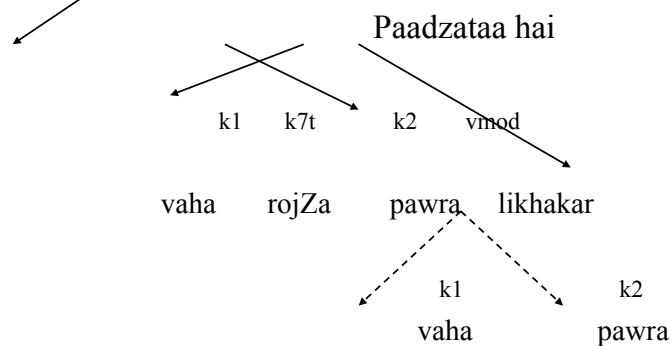 Paadzataa hai
k1 k7t k2 vmod
vaha rojZa pawra likhakar
k1 k2
vaha pawra